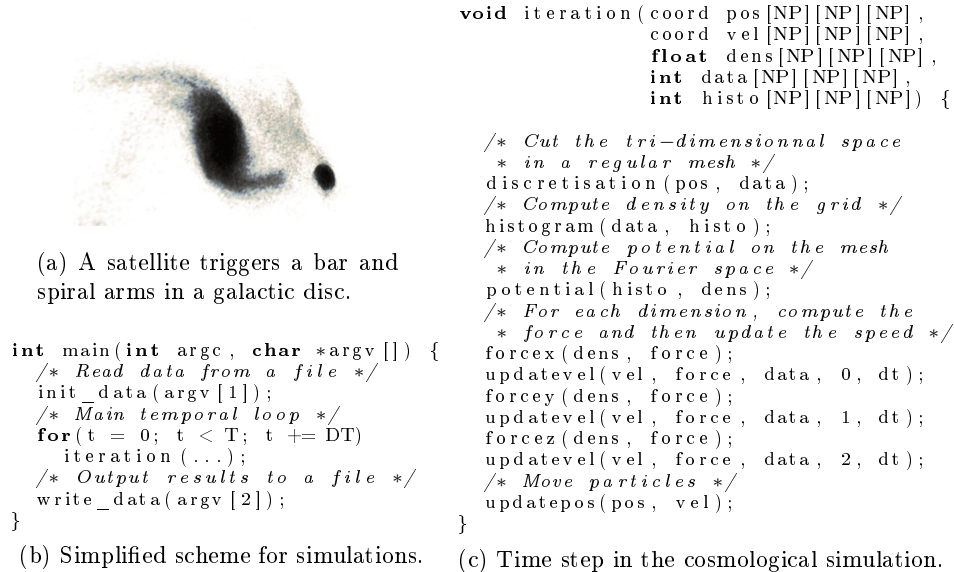 (a) A satellite triggers a bar and
spiral arms in a galactic disc.
int main(int argc, char *argv[]) {
/* Read data from a file */
init_data(argv[1]);
/* Main temporal loop */
for(t = 0; t < T; t += DT)
iteration(...);
/* Output results to a file */
write_data(argv[2]);
}
(b) Simplified scheme for simulations.
void iteration(coord pos[NP][NP][NP],
coord vel[NP][NP][NP],
float dens[NP][NP][NP],
int data[NP][NP][NP],
int histo[NP][NP][NP]) {
/* Cut the tri-dimensionnal space
* in a regular mesh */
discretisation(pos, data);
/* Compute density on the grid */
histogram(data, histo);
/* Compute potential on the mesh
* in the Fourier space */
potential(histo, dens);
/* For each dimension, compute the
* force and then update the speed */
forcex(dens, force);
updatevel(vel, force, data, 0, dt);
forcey(dens, force);
updatevel(vel, force, data, 1, dt);
forcez(dens, force);
updatevel(vel, force, data, 2, dt);
/* Move particles */
updatepos(pos, vel);
}
(c) Time step in the cosmological simulation.